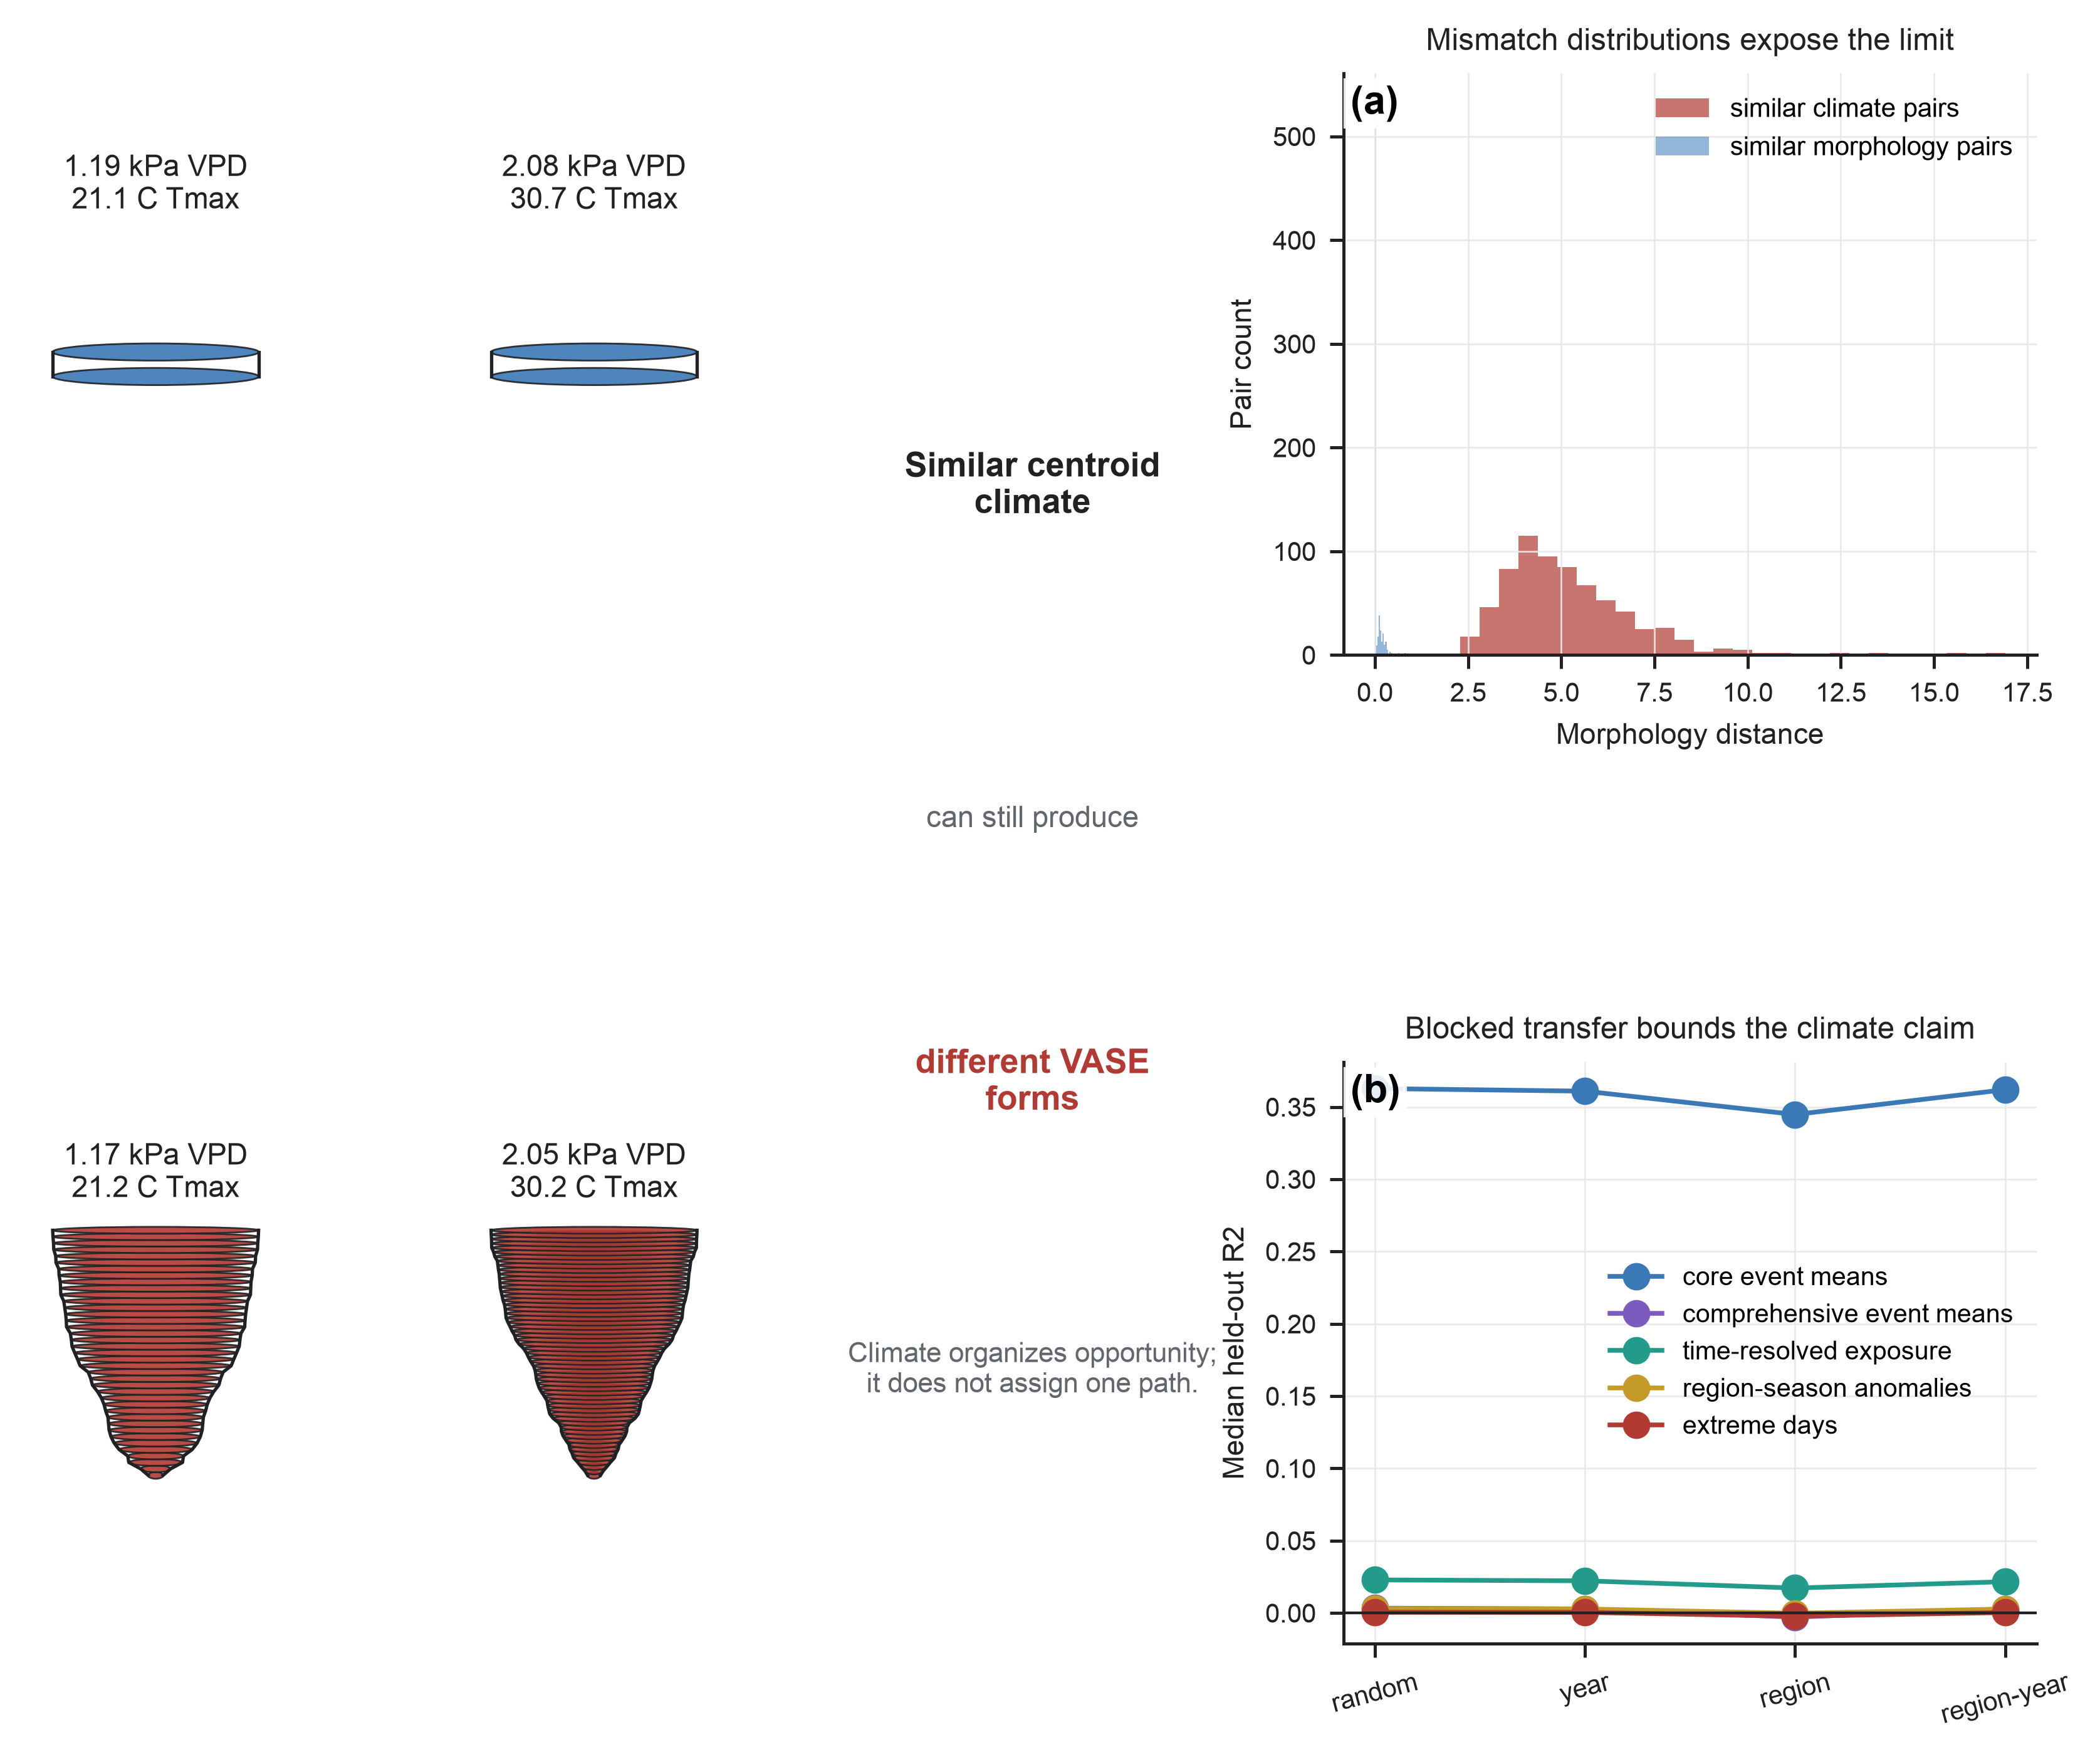 1.19 kPa VPD
21.1 C Tmax
2.08 kPa VPD
30.7 C Tmax
Similar centroid
climate
can still produce
different VASE
forms
1.17 kPa VPD
21.2 C Tmax
2.05 kPa VPD
30.2 C Tmax
Climate organizes opportunity;
it does not assign one path.
Mismatch distributions expose the limit
(a)
similar climate pairs
similar morphology pairs
Pair count
500
400
300
200
100
0
0.0 2.5 5.0 7.5 10.0 12.5 15.0 17.5
Morphology distance
Blocked transfer bounds the climate claim
(b)
Median held-out R2
0.35
0.30
0.25
0.20
0.15
0.10
0.05
0.00
core event means
comprehensive event means
time-resolved exposure
region-season anomalies
extreme days
random year region region-year